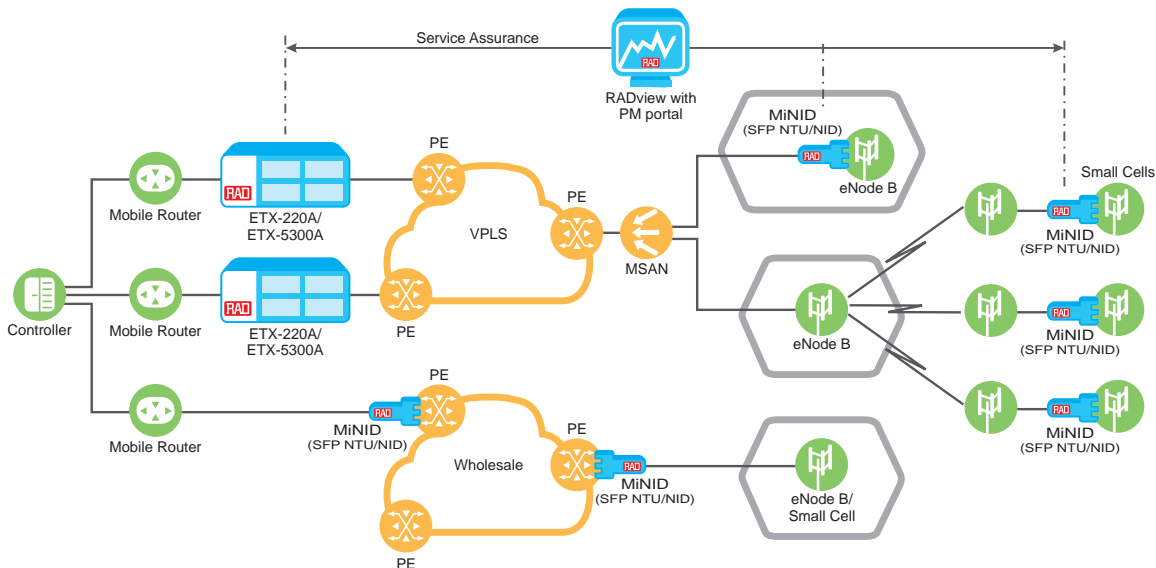 Service Assurance
RAD
RADview with
PM portal
MiNID
(SFP NTU/NID)
RAD
eNode B
PE
Mobile Router
RAD
ETX-220A/
ETX-5300A
VPLS
PE
MSAN
Small Cells
RAD
MiNID
(SFP NTU/NID)
Controller
Mobile Router
RAD
ETX-220A/
ETX-5300A
PE
eNode B
RAD
MiNID
(SFP NTU/NID)
PE
Mobile Router
RAD
MiNID
(SFP NTU/NID)
RAD
MiNID
(SFP NTU/NID)
Wholesale
PE
RAD
MiNID
(SFP NTU/NID)
eNode B/
Small Cell
PE